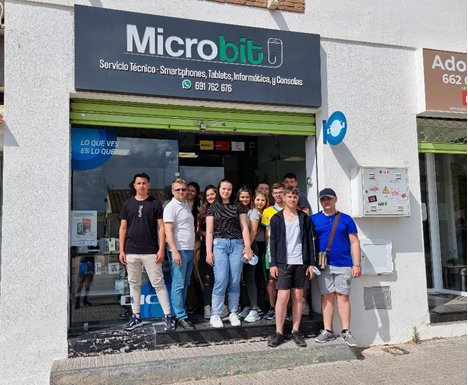 Microbit
Servicio Técnico - Smartphones, Tablets, Informática, y Consolas
691 762 676
LO QUE VES
ES LO QUE
Ado
662